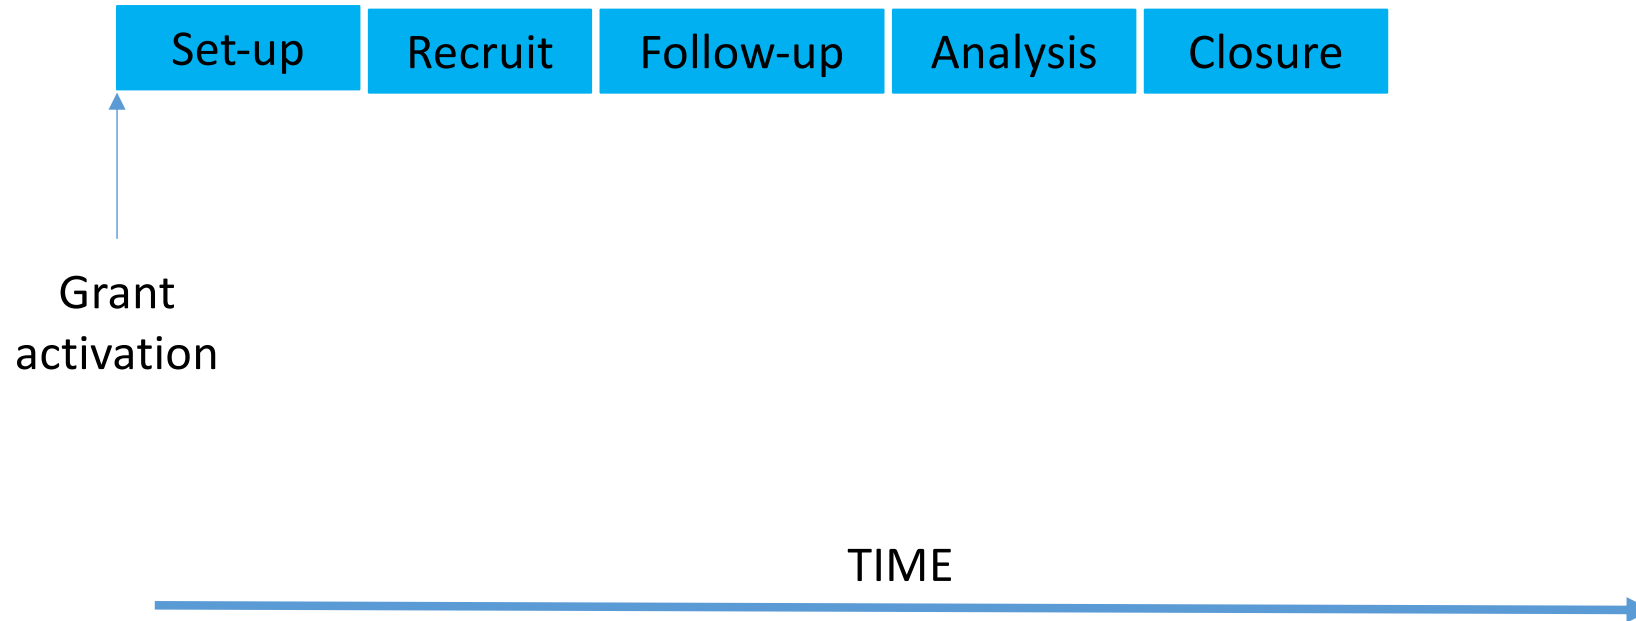 Set-up Recruit Follow-up Analysis Closure
Grant
activation
TIME